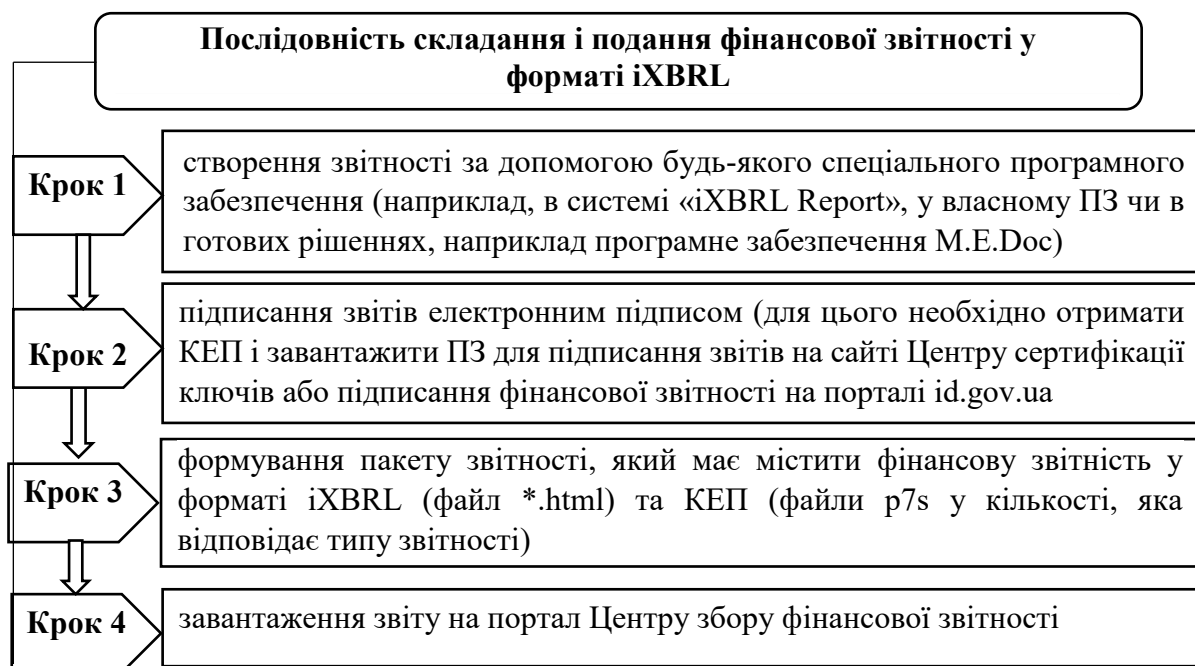 Послідовність складання і подання фінансової звітності у
форматі iXBRL
Крок 1
створення звітності за допомогою будь-якого спеціального програмного
забезпечення (наприклад, в системі «iXBRL Report», у власному ПЗ чи в
готових рішеннях, наприклад програмне забезпечення M.E.Doc)
Крок 2
підписання звітів електронним підписом (для цього необхідно отримати
КЕП і завантажити ПЗ для підписання звітів на сайті Центру сертифікації
ключів або підписання фінансової звітності на порталі id.gov.ua
Крок 3
формування пакету звітності, який має містити фінансову звітність у
форматі iXBRL (файл *.html) та КЕП (файли p7s у кількості, яка
відповідає типу звітності)
Крок 4
завантаження звіту на портал Центру збору фінансової звітності